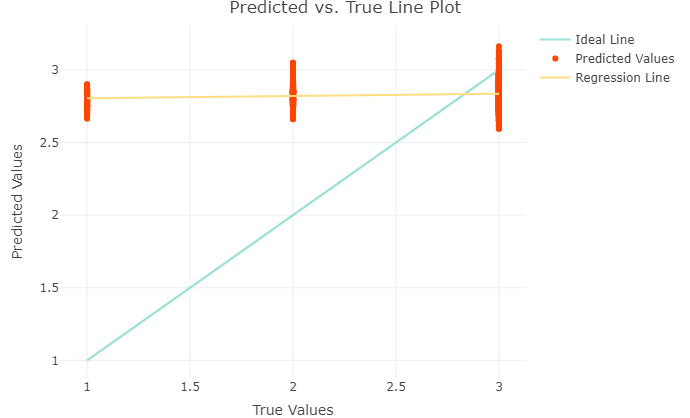 Predicted vs. True Line Plot
Ideal Line
Predicted Values
Regression Line
Predicted Values
3
2.5
2
1.5
1
1
1.5
2
2.5
3
True Values